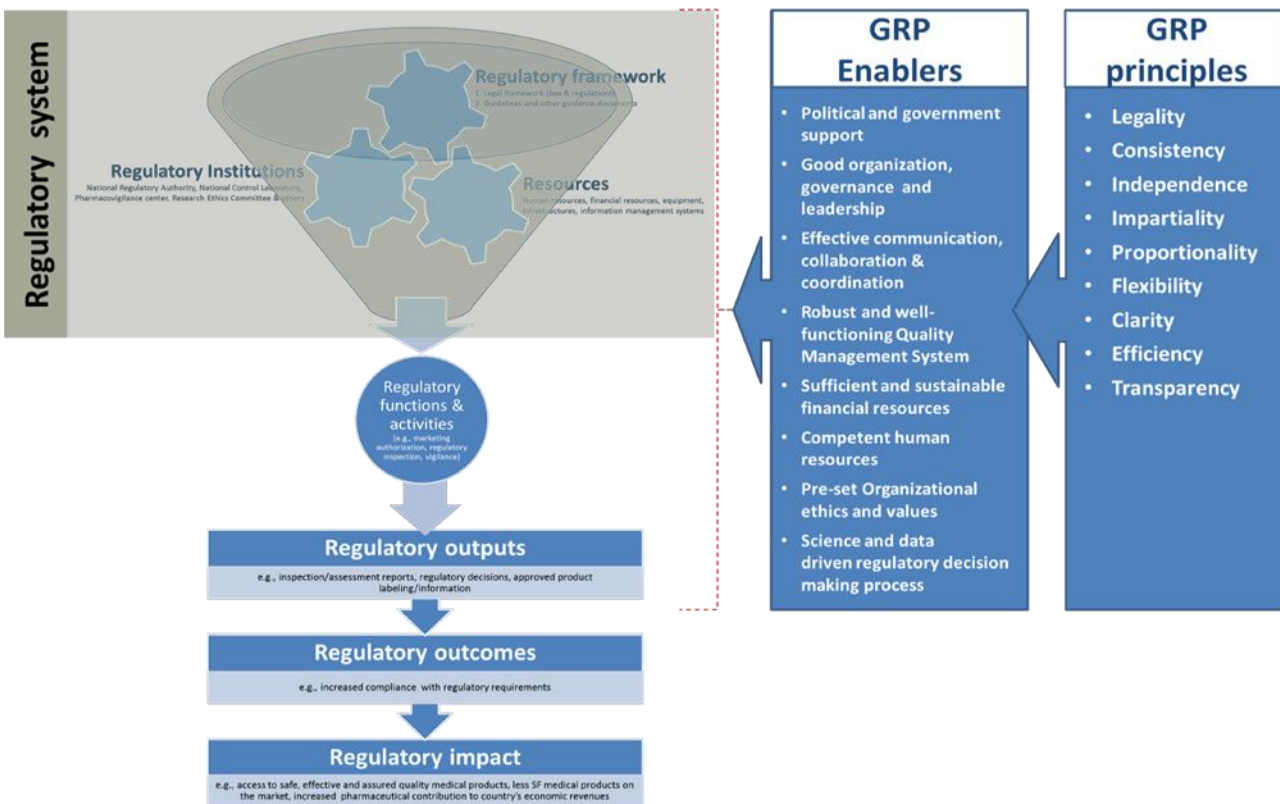 Regulatory system
Regulatory framework
1. Legal framework (law & regulations)
2. Guidelines and other guidance documents
Regulatory Institutions
National Regulatory Authority, National Control Laboratory,
Pharmacovigilance center, Research Ethics Committee & others
Resources
Human resources, financial resources, equipment,
infrastructures, information management systems
Regulatory
functions &
activities
(e.g., marketing
authorization, regulatory
inspection, vigilance)
Regulatory outputs
e.g., inspection/assessment reports, regulatory decisions, approved product
labeling/information
Regulatory outcomes
e.g., increased compliance with regulatory requirements
Regulatory impact
e.g., access to safe, effective and assured quality medical products, less SF medical products on
the market, increased pharmaceutical contribution to country's economic revenues
GRP
Enablers
• Political and government
support
• Good organization,
governance and
leadership
• Effective communication,
collaboration &
coordination
• Robust and well-
functioning Quality
Management System
• Sufficient and sustainable
financial resources
• Competent human
resources
• Pre-set Organizational
ethics and values
• Science and data
driven regulatory decision
making process
GRP
principles
• Legality
• Consistency
• Independence
• Impartiality
• Proportionality
• Flexibility
• Clarity
• Efficiency
• Transparency